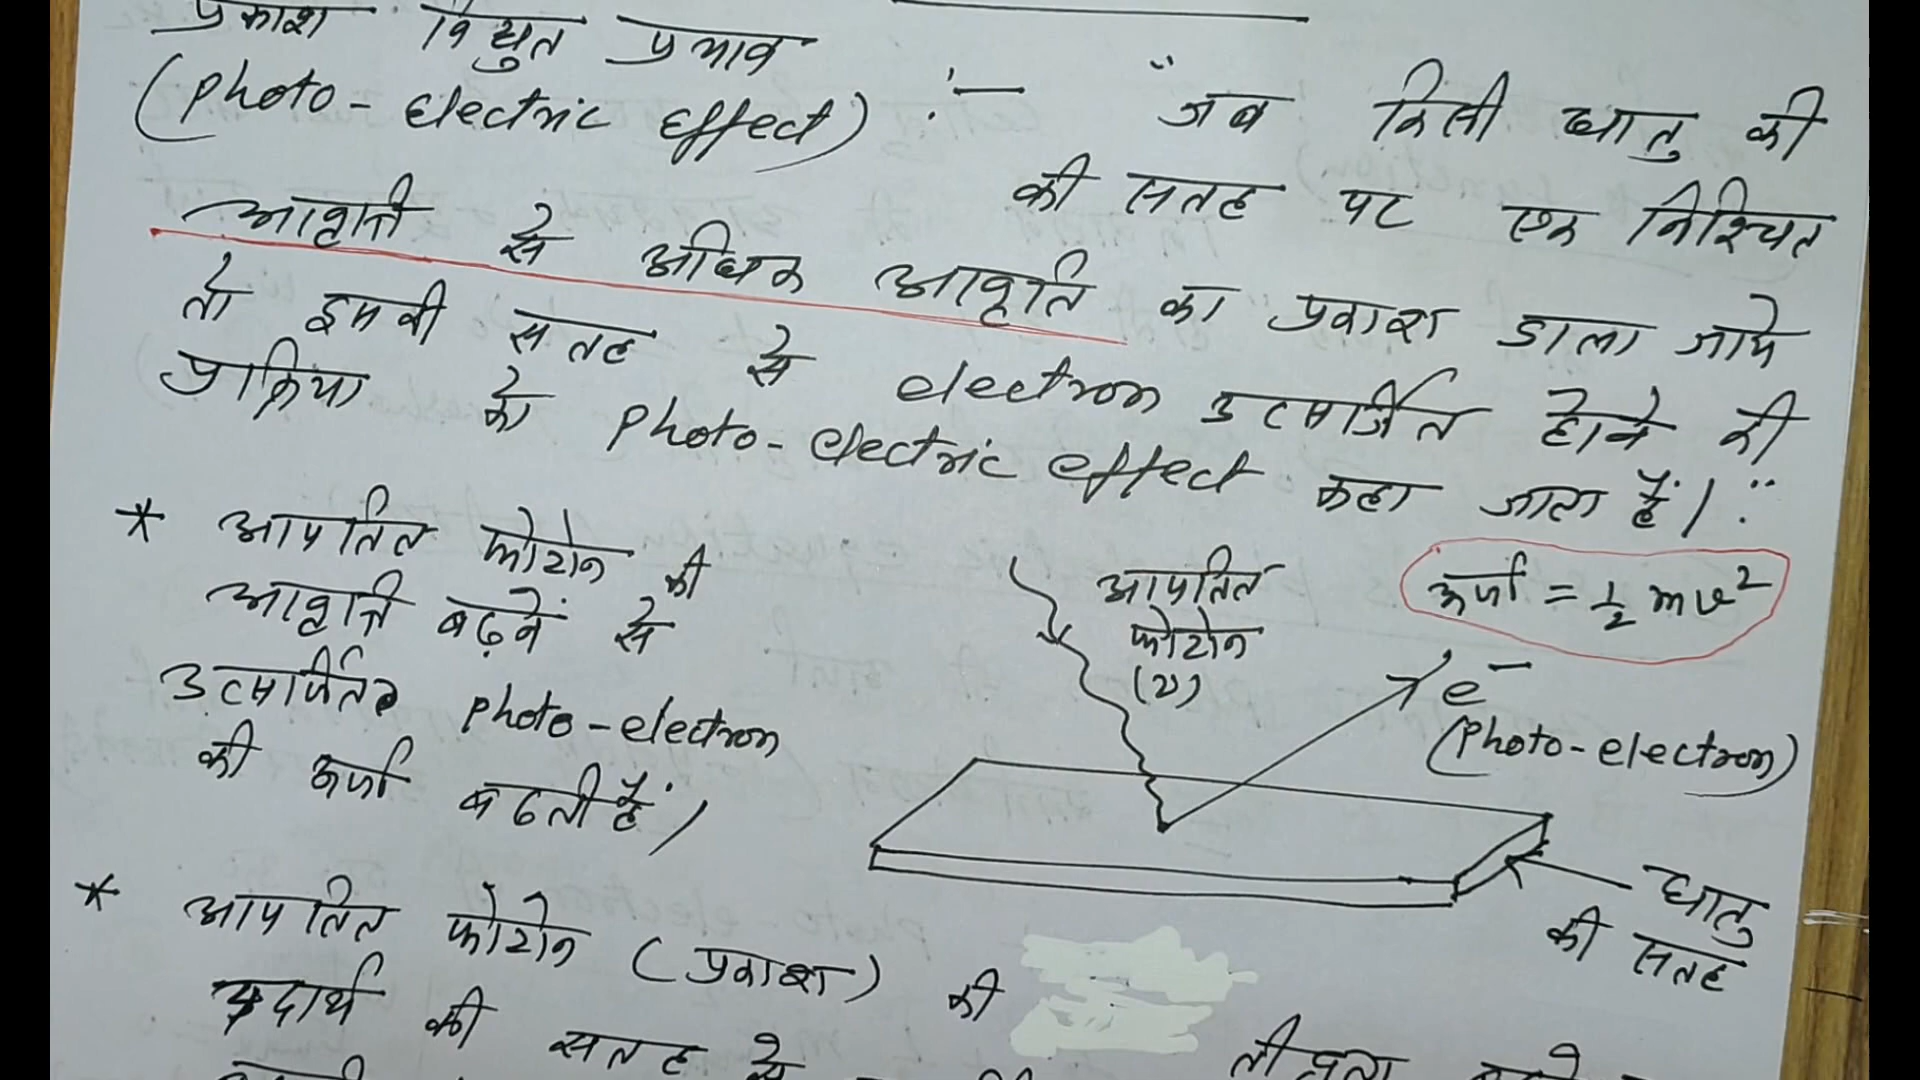 प्रकाश विद्युत प्रभाव
(photo-electric effect) :- "जब किसी धातु की
की सतह पर एक निश्चित
आवृत्ति से अधिक आवृति का प्रकाश डाला जाये
तो इसकी सतह से electron उत्सर्जित होने की
प्रक्रिया को photo-electric effect कहा जाता हैं।"
* आपतित फोटोन की
आवृत्ति बढ़ने से
उत्सर्जित photo-electron
की ऊर्जा बढती हैं।
आपतित
फोटोन
(ν)
ऊर्जा = 1/2 mv²
e⁻
(photo-electron)
धातु
की सतह
* आपतित फोटोन (प्रकाश) की
तीव्रता
पदार्थ की सतह से